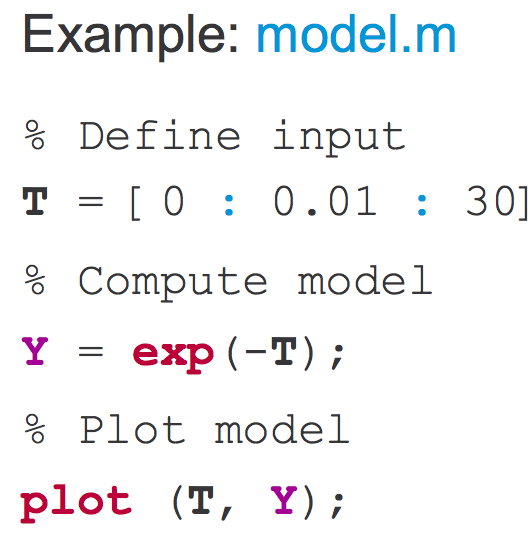 Example: model.m
% Define input
T = [ 0 : 0.01 : 30]
% Compute model
Y = exp(-T);
% Plot model
plot (T, Y);